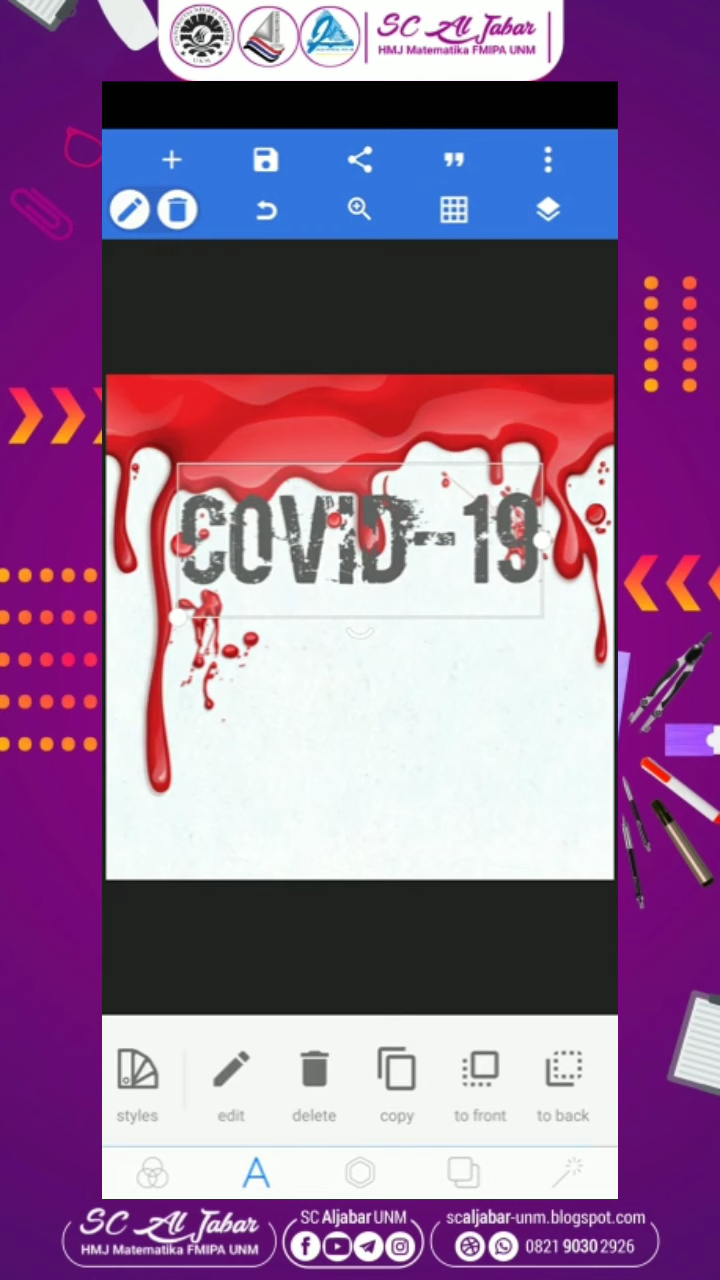 SC Al Jabar
HMJ Matematika FMIPA UNM
COVID-19
styles
edit
delete
copy
to front
to back
SC Al Jabar
HMJ Matematika FMIPA UNM
SC Aljabar UNM
scaljabar-unm.blogspot.com
0821 9030 2926